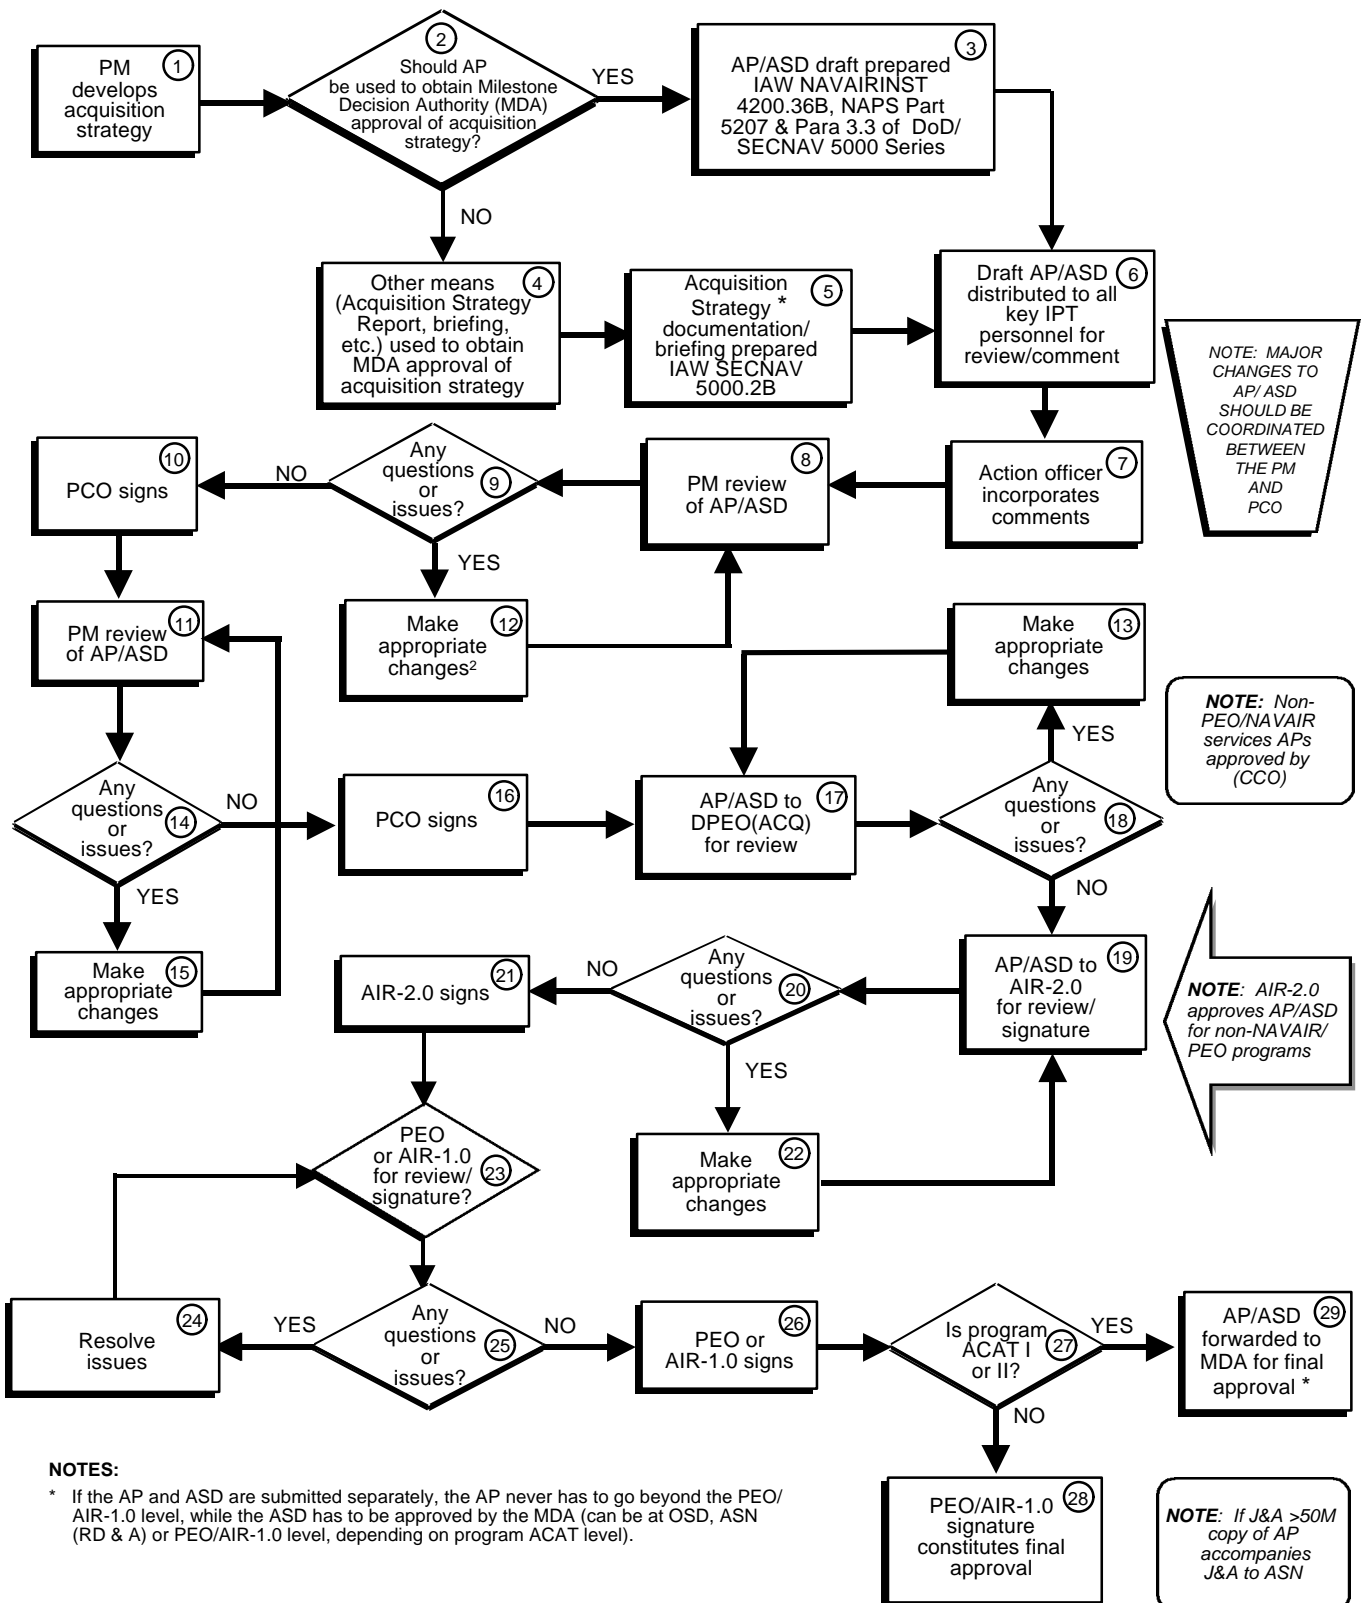 1
PM
develops
acquisition
strategy
2
Should AP
be used to obtain Milestone
Decision Authority (MDA)
approval of acquisition
strategy?
YES
NO
3
AP/ASD draft prepared
IAW NAVAIRINST
4200.36B, NAPS Part
5207 & Para 3.3 of DoD/
SECNAV 5000 Series
4
Other means
(Acquisition Strategy
Report, briefing,
etc.) used to obtain
MDA approval of
acquisition strategy
5
Acquisition
Strategy *
documentation/
briefing prepared
IAW SECNAV
5000.2B
6
Draft AP/ASD
distributed to all
key IPT
personnel for
review/comment
NOTE: MAJOR
CHANGES TO
AP/ ASD
SHOULD BE
COORDINATED
BETWEEN
THE PM
AND
PCO
10
PCO signs
NO
Any
questions
or
issues?
9
YES
8
PM review
of AP/ASD
7
Action officer
incorporates
comments
11
PM review
of AP/ASD
12
Make
appropriate
changes2
13
Make
appropriate
changes
YES
NOTE: Non-
PEO/NAVAIR
services APs
approved by
(CCO)
Any
questions
or
issues?
14
NO
YES
16
PCO signs
17
AP/ASD to
DPEO(ACQ)
for review
Any
questions
or
issues?
18
NO
15
Make
appropriate
changes
21
AIR-2.0 signs
NO
Any
questions
or
issues?
20
YES
19
AP/ASD to
AIR-2.0
for review/
signature
NOTE: AIR-2.0
approves AP/ASD
for non-NAVAIR/
PEO programs
PEO
or AIR-1.0
for review/
signature?
23
22
Make
appropriate
changes
24
Resolve
issues
YES
Any
questions
or
issues?
25
NO
26
PEO or
AIR-1.0 signs
Is program
ACAT I
or II?
27
YES
NO
29
AP/ASD
forwarded to
MDA for final
approval *
NOTES:
* If the AP and ASD are submitted separately, the AP never has to go beyond the PEO/
AIR-1.0 level, while the ASD has to be approved by the MDA (can be at OSD, ASN
(RD & A) or PEO/AIR-1.0 level, depending on program ACAT level).
28
PEO/AIR-1.0
signature
constitutes final
approval
NOTE: If J&A >50M
copy of AP
accompanies
J&A to ASN